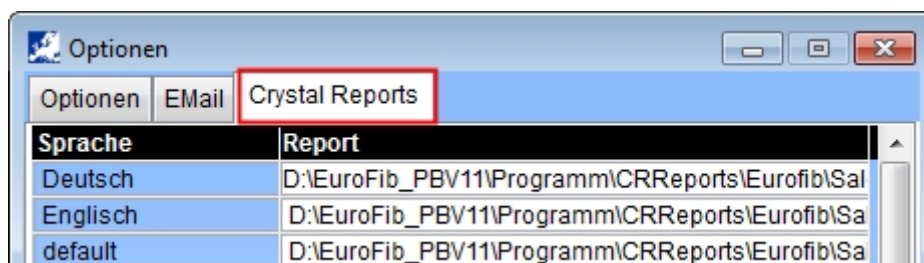 Optionen
Optionen EMail Crystal Reports
Sprache Report
Deutsch D:\EuroFib_PBV11\Programm\CRReports\Eurofib\Sal
Englisch D:\EuroFib_PBV11\Programm\CRReports\Eurofib\Sa
default D:\EuroFib_PBV11\Programm\CRReports\Eurofib\Sa